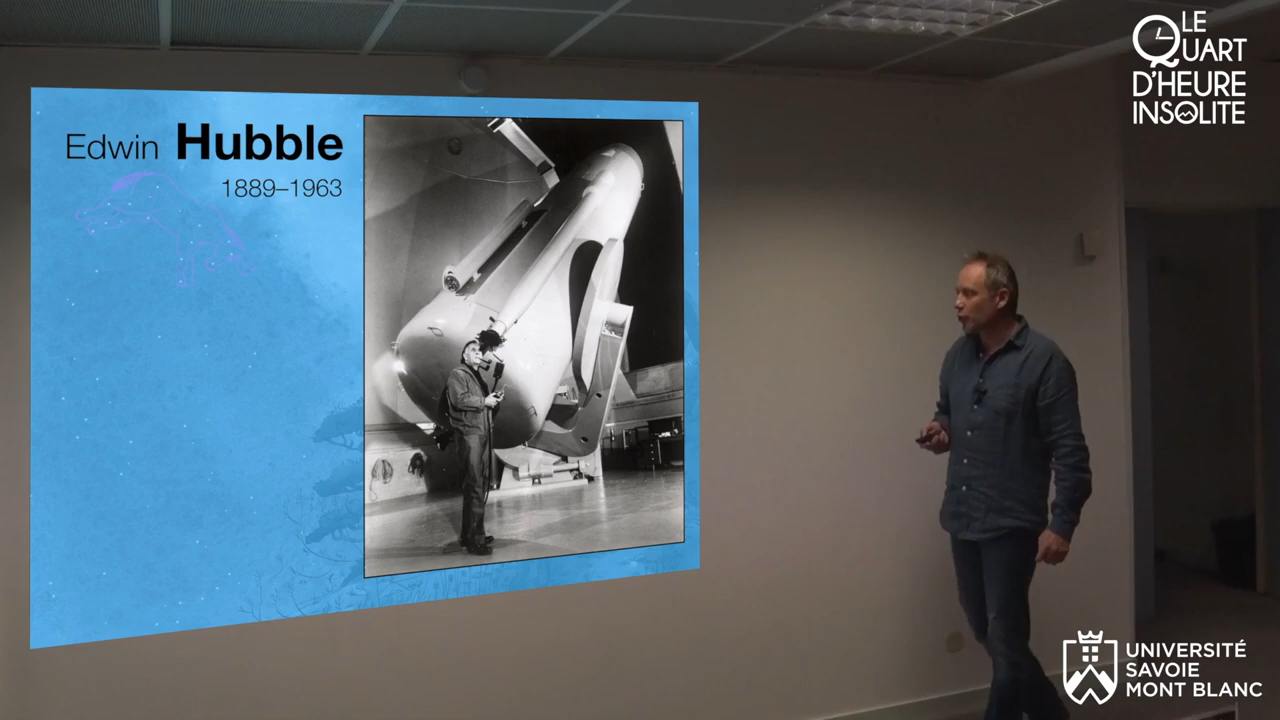 Edwin Hubble
1889–1963
LE
QUART
D'HEURE
INSOLITE
UNIVERSITÉ
SAVOIE
MONT BLANC